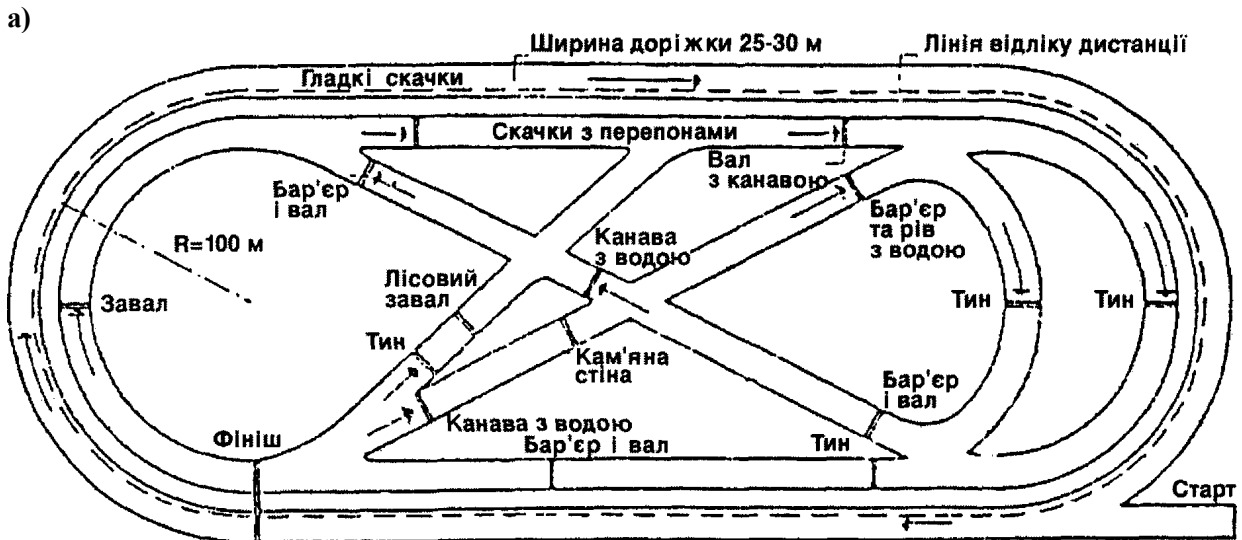 а)
Ширина доріжки 25-30 м
Лінія відліку дистанції
Гладкі скачки
Скачки з перепонами
Вал
з канавою
Бар'єр
і вал
Бар'єр
та рів
з водою
R=100 м
Канава
з водою
Лісовий
завал
Завал
Тин
Тин
Тин
Кам'яна
стіна
Бар'єр
і вал
Канава з водою
Фініш
Бар'єр і вал
Тин
Старт